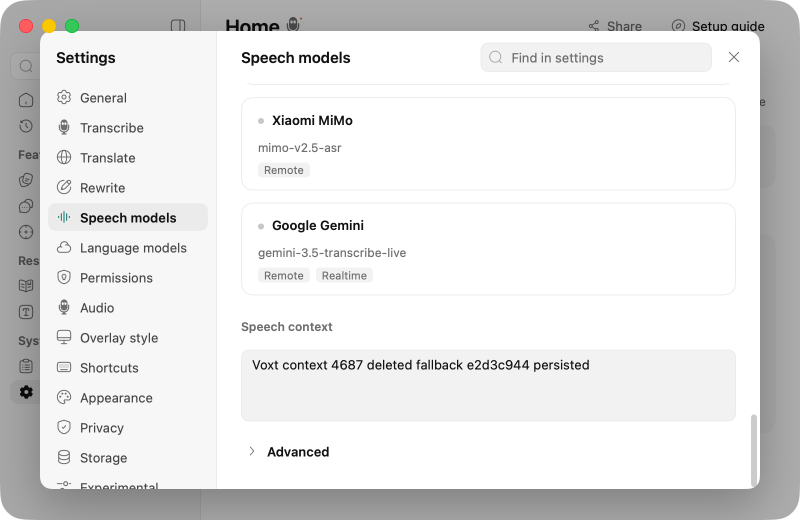 Home
Share
Setup guide
Settings
General
Transcribe
Translate
Rewrite
Speech models
Language models
Permissions
Audio
Overlay style
Shortcuts
Appearance
Privacy
Storage
Experimental
Speech models
Find in settings
Xiaomi MiMo
mimo-v2.5-asr
Remote
Google Gemini
gemini-3.5-transcribe-live
Remote Realtime
Speech context
Voxt context 4687 deleted fallback e2d3c944 persisted
Advanced